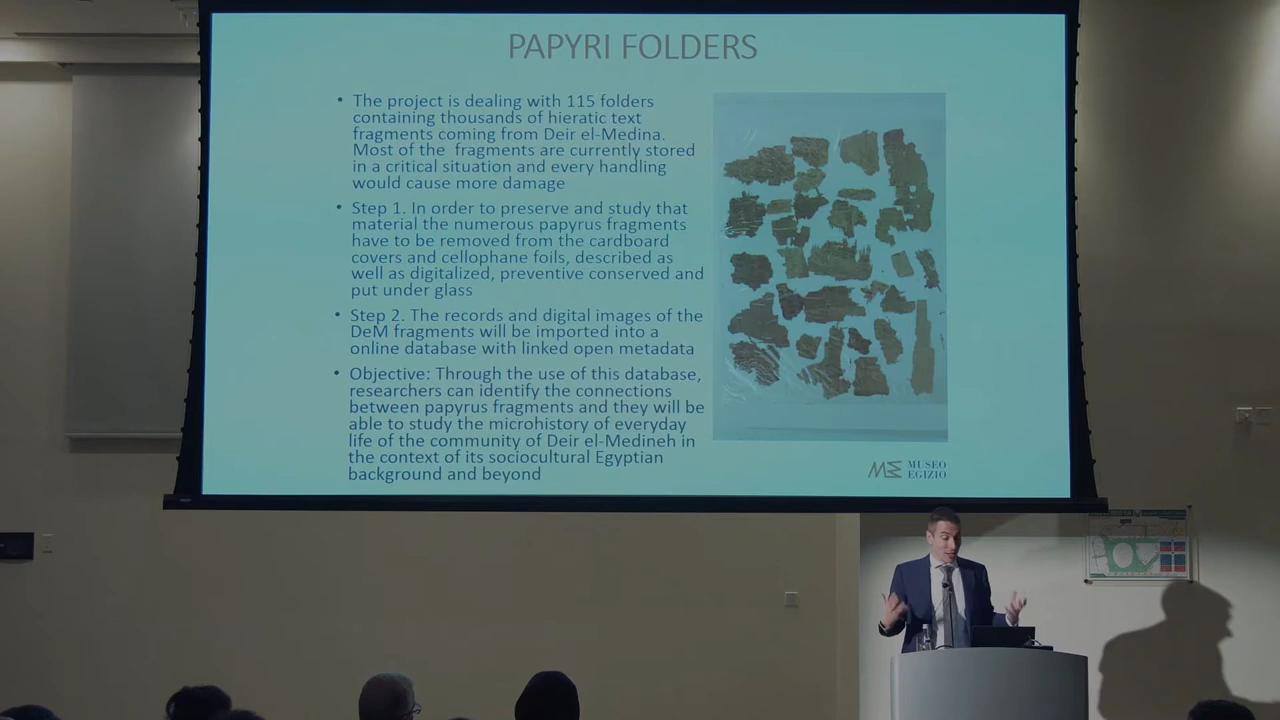 PAPYRI FOLDERS
• The project is dealing with 115 folders
containing thousands of hieratic text
fragments coming from Deir el-Medina.
Most of the fragments are currently stored
in a critical situation and every handling
would cause more damage
• Step 1. In order to preserve and study that
material the numerous papyrus fragments
have to be removed from the cardboard
covers and cellophane foils, described as
well as digitalized, preventive conserved and
put under glass
• Step 2. The records and digital images of the
DeM fragments will be imported into a
online database with linked open metadata
• Objective: Through the use of this database,
researchers can identify the connections
between papyrus fragments and they will be
able to study the microhistory of everyday
life of the community of Deir el-Medineh in
the context of its sociocultural Egyptian
background and beyond
ME MUSEO
EGIZIO